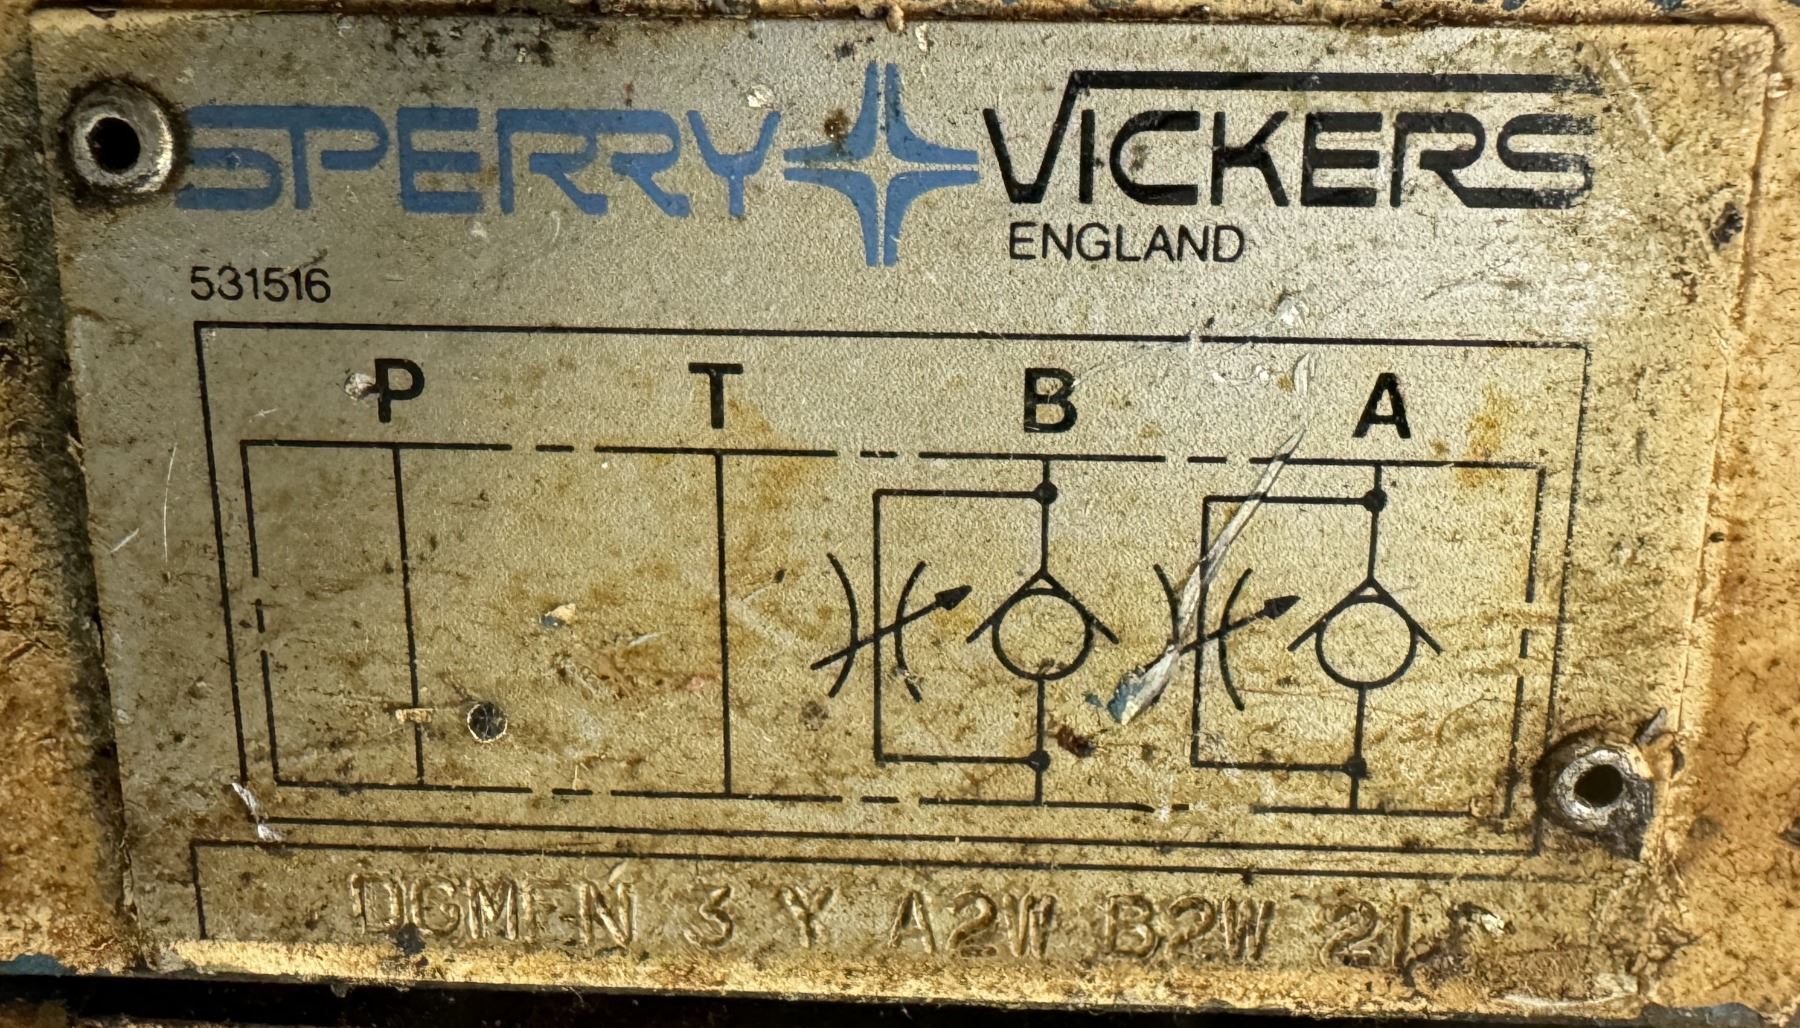 SPERRY VICKERS
ENGLAND
531516
P T B A
DGMFN 3 Y A2W B2W 21